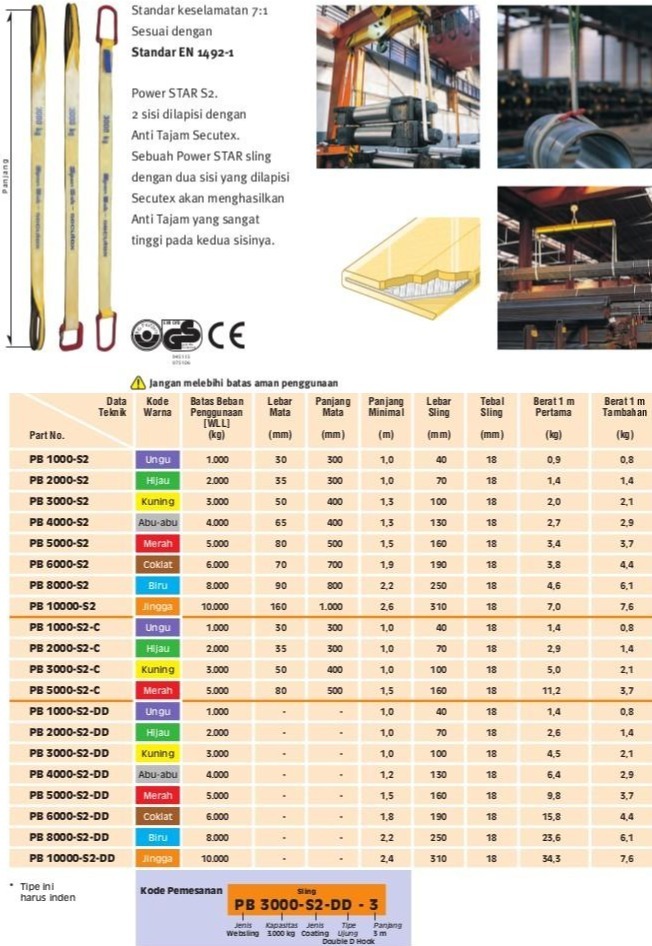 Standar keselamatan 7:1
Sesuai dengan
Standar EN 1492-1
Power STAR S2.
2 sisi dilapisi dengan
Anti Tajam Secutex.
Sebuah Power STAR sling
dengan dua sisi yang dilapisi
Secutex akan menghasilkan
Anti Tajam yang sangat
tinggi pada kedua sisinya.
Panjang
3000 kg
3000 kg
3000 kg
GS
CE
Jangan melebihi batas aman penggunaan
Data Teknik Kode Warna Batas Beban Penggunaan [WLL] (kg) Lebar Mata (mm) Panjang Mata (mm) Panjang Minimal (m) Lebar Sling (mm) Tebal Sling (mm) Berat 1 m Pertama (kg) Berat 1 m Tambahan (kg)
Part No.
PB 1000-S2 Ungu 1.000 30 300 1,0 40 18 0,9 0,8
PB 2000-S2 Hijau 2.000 35 300 1,0 70 18 1,4 1,4
PB 3000-S2 Kuning 3.000 50 400 1,3 100 18 2,0 2,1
PB 4000-S2 Abu-abu 4.000 65 400 1,3 130 18 2,7 2,9
PB 5000-S2 Merah 5.000 80 500 1,5 160 18 3,4 3,7
PB 6000-S2 Coklat 6.000 70 700 1,9 190 18 3,8 4,4
PB 8000-S2 Biru 8.000 90 800 2,2 250 18 4,6 6,1
PB 10000-S2 Jingga 10.000 160 1.000 2,6 310 18 7,0 7,6
PB 1000-S2-C Ungu 1.000 30 300 1,0 40 18 1,4 0,8
PB 2000-S2-C Hijau 2.000 35 300 1,0 70 18 2,9 1,4
PB 3000-S2-C Kuning 3.000 50 400 1,0 100 18 5,0 2,1
PB 5000-S2-C Merah 5.000 80 500 1,5 160 18 11,2 3,7
PB 1000-S2-DD Ungu 1.000 - - 1,0 40 18 1,4 0,8
PB 2000-S2-DD Hijau 2.000 - - 1,0 70 18 2,6 1,4
PB 3000-S2-DD Kuning 3.000 - - 1,0 100 18 4,5 2,1
PB 4000-S2-DD Abu-abu 4.000 - - 1,2 130 18 6,4 2,9
PB 5000-S2-DD Merah 5.000 - - 1,5 160 18 9,8 3,7
PB 6000-S2-DD Coklat 6.000 - - 1,8 190 18 15,8 4,4
PB 8000-S2-DD Biru 8.000 - - 2,2 250 18 23,6 6,1
PB 10000-S2-DD Jingga 10.000 - - 2,4 310 18 34,3 7,6
* Tipe ini
harus inden
Kode Pemesanan
Sling
PB 3000-S2-DD - 3
Jenis Kapasitas Jenis Tipe Panjang
Websling 3.000 kg Coating Ujung 3 m
Double D Hook